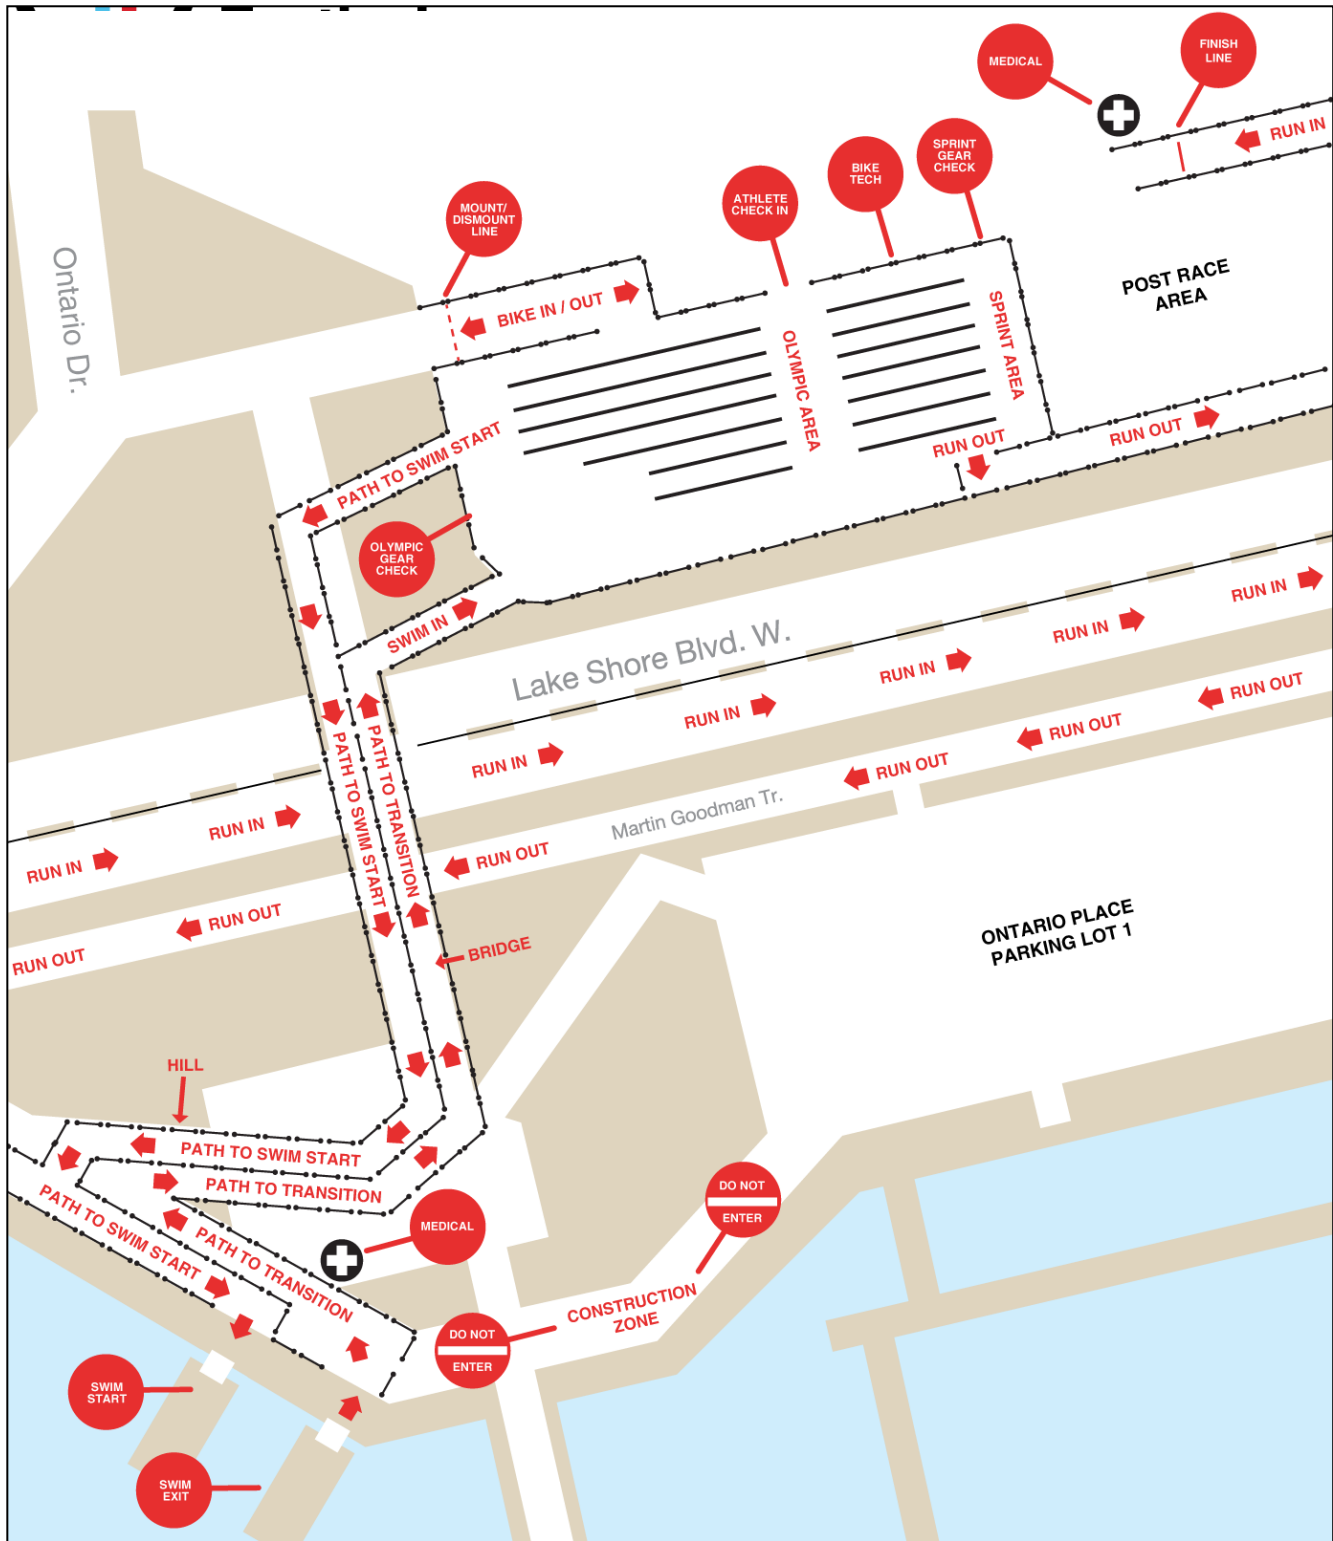 MEDICAL
FINISH
LINE
RUN IN
SPRINT
GEAR
CHECK
BIKE
TECH
ATHLETE
CHECK IN
MOUNT/
DISMOUNT
LINE
Ontario Dr.
BIKE IN / OUT
POST RACE
AREA
SPRINT AREA
OLYMPIC AREA
PATH TO SWIM START
RUN OUT
RUN OUT
OLYMPIC
GEAR
CHECK
SWIM IN
Lake Shore Blvd. W.
RUN IN
RUN IN
RUN IN
RUN IN
RUN IN
RUN IN
RUN IN
RUN OUT
RUN OUT
RUN OUT
RUN OUT
RUN OUT
RUN OUT
Martin Goodman Tr.
PATH TO SWIM START
PATH TO TRANSITION
BRIDGE
ONTARIO PLACE
PARKING LOT 1
HILL
PATH TO SWIM START
PATH TO TRANSITION
PATH TO SWIM START
PATH TO TRANSITION
MEDICAL
DO NOT
ENTER
CONSTRUCTION
ZONE
DO NOT
ENTER
SWIM
START
SWIM
EXIT